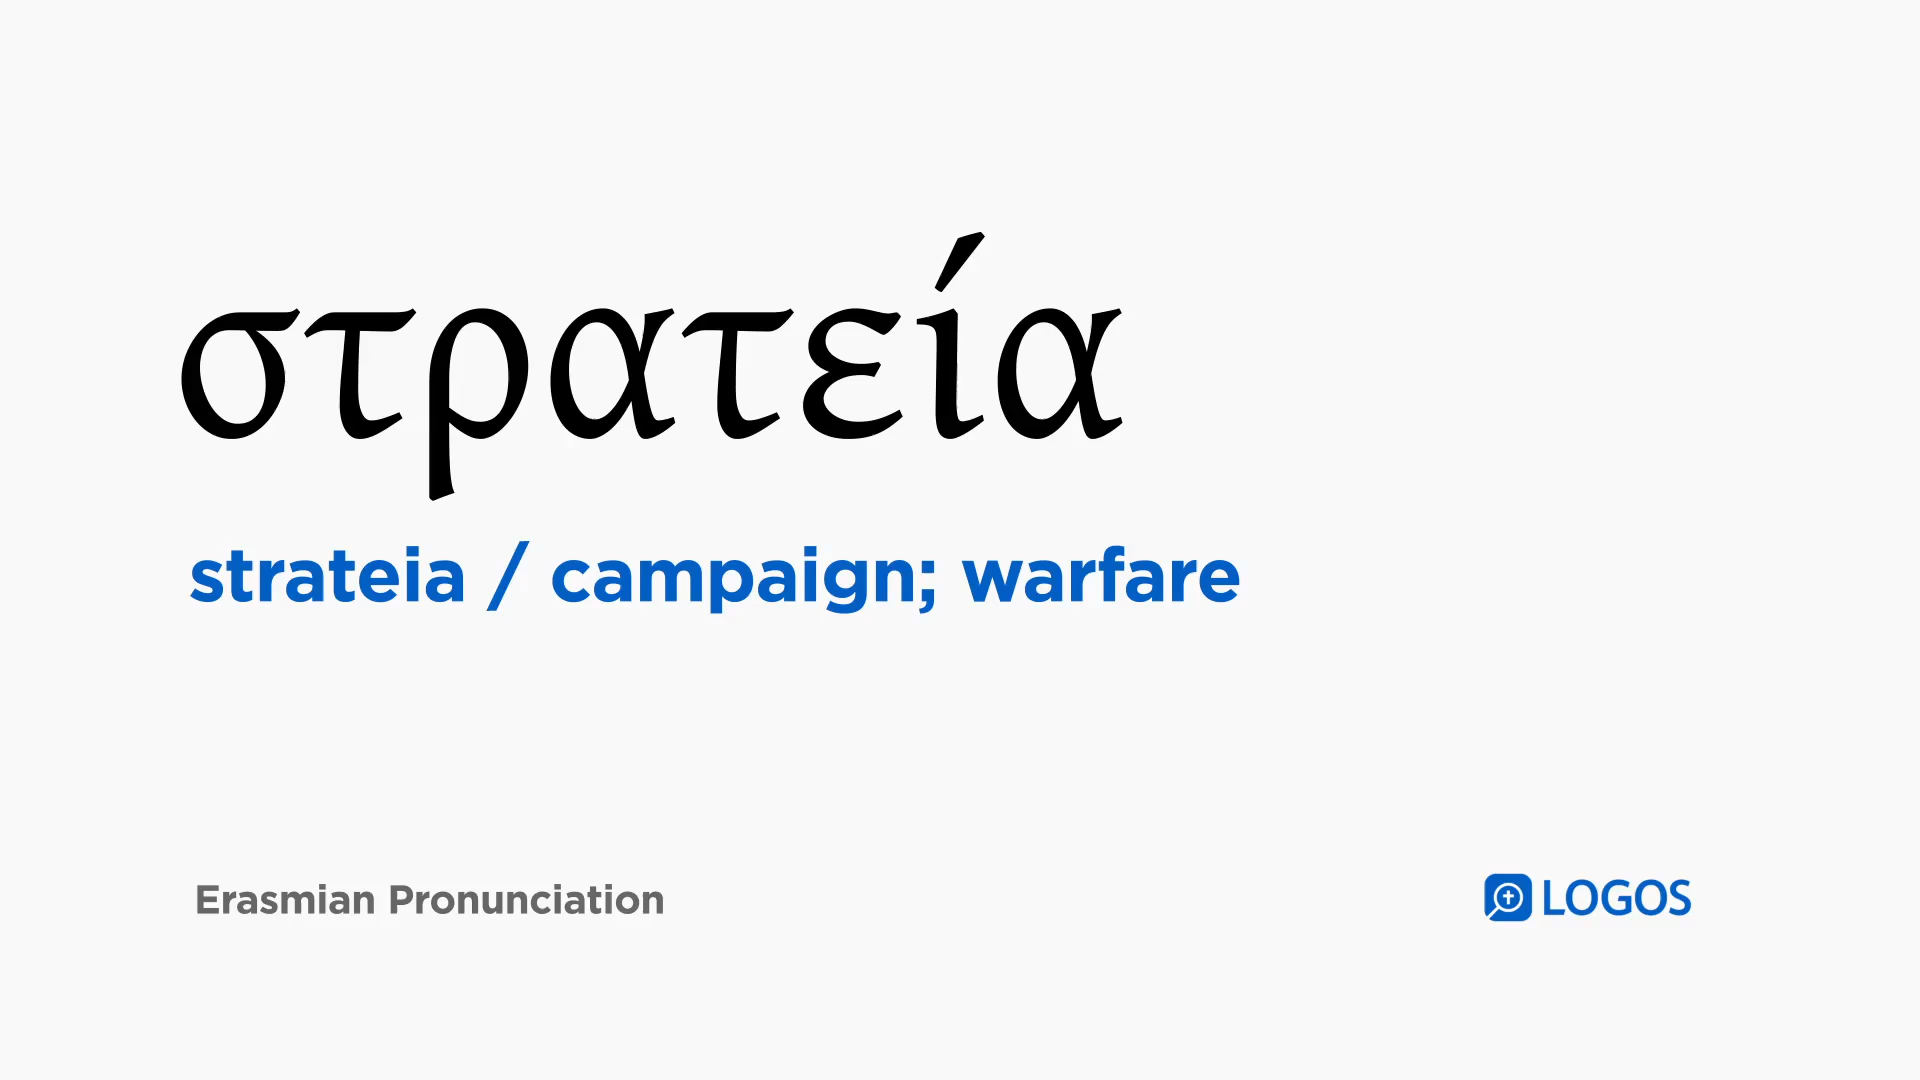 στρατεία
strateia / campaign; warfare
Erasmian Pronunciation
LOGOS